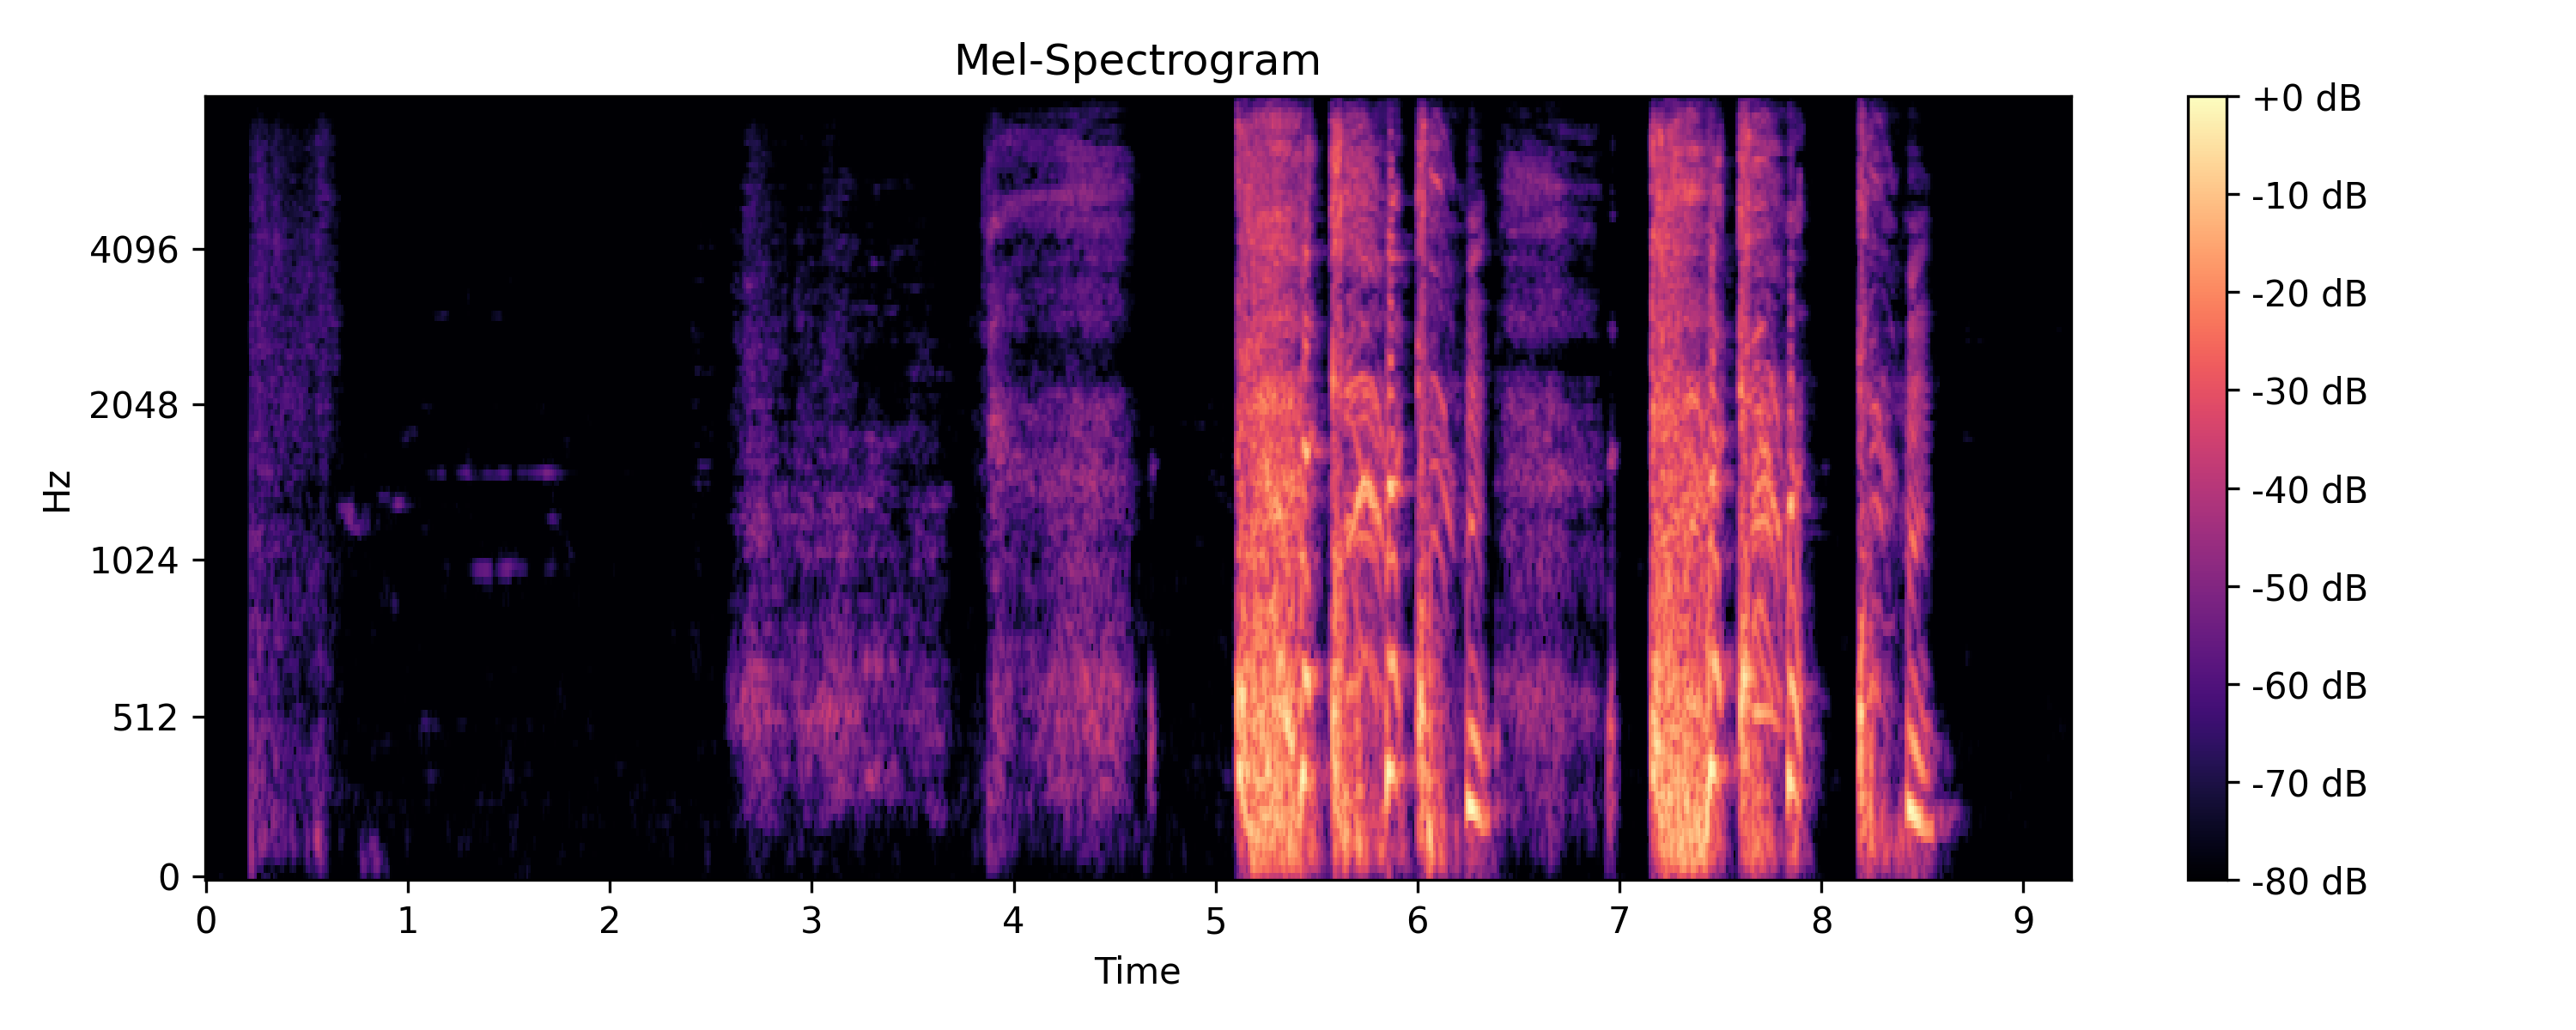 Mel-Spectrogram
+0 dB
-10 dB
-20 dB
-30 dB
-40 dB
-50 dB
-60 dB
-70 dB
-80 dB
Hz
4096
2048
1024
512
0
0 1 2 3 4 5 6 7 8 9
Time